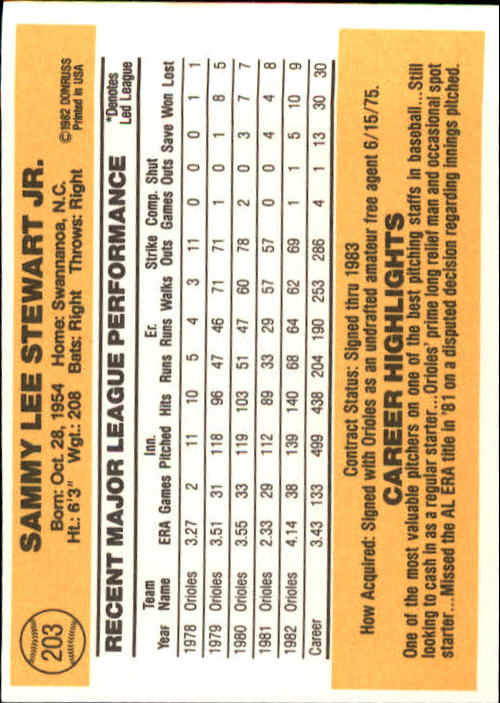 203
SAMMY LEE STEWART JR.
©1982 DONRUSS
Printed in USA
Born: Oct. 28, 1954 Home: Swannanoa, N.C.
Ht.: 6'3" Wgt.: 208 Bats: Right Throws: Right
RECENT MAJOR LEAGUE PERFORMANCE
*Denotes
Led League
Team Inn. Er. Strike Comp. Shut
Year Name ERA Games Pitched Hits Runs Runs Walks Outs Games Outs Save Won Lost
1978 Orioles 3.27 2 11 10 5 4 3 11 0 0 0 1 1
1979 Orioles 3.51 31 118 96 47 46 71 71 1 0 1 8 5
1980 Orioles 3.55 33 119 103 51 47 60 78 2 0 3 7 7
1981 Orioles 2.33 29 112 89 33 29 57 57 0 0 4 4 8
1982 Orioles 4.14 38 139 140 68 64 62 69 1 1 5 10 9
Career 3.43 133 499 438 204 190 253 286 4 1 13 30 30
Contract Status: Signed thru 1983
How Acquired: Signed with Orioles as an undrafted amateur free agent 6/15/75.
CAREER HIGHLIGHTS
One of the most valuable pitchers on one of the best pitching staffs in baseball...Still
looking to cash in as a regular starter...Orioles' prime long relief man and occasional spot
starter...Missed the AL ERA title in '81 on a disputed decision regarding innings pitched.